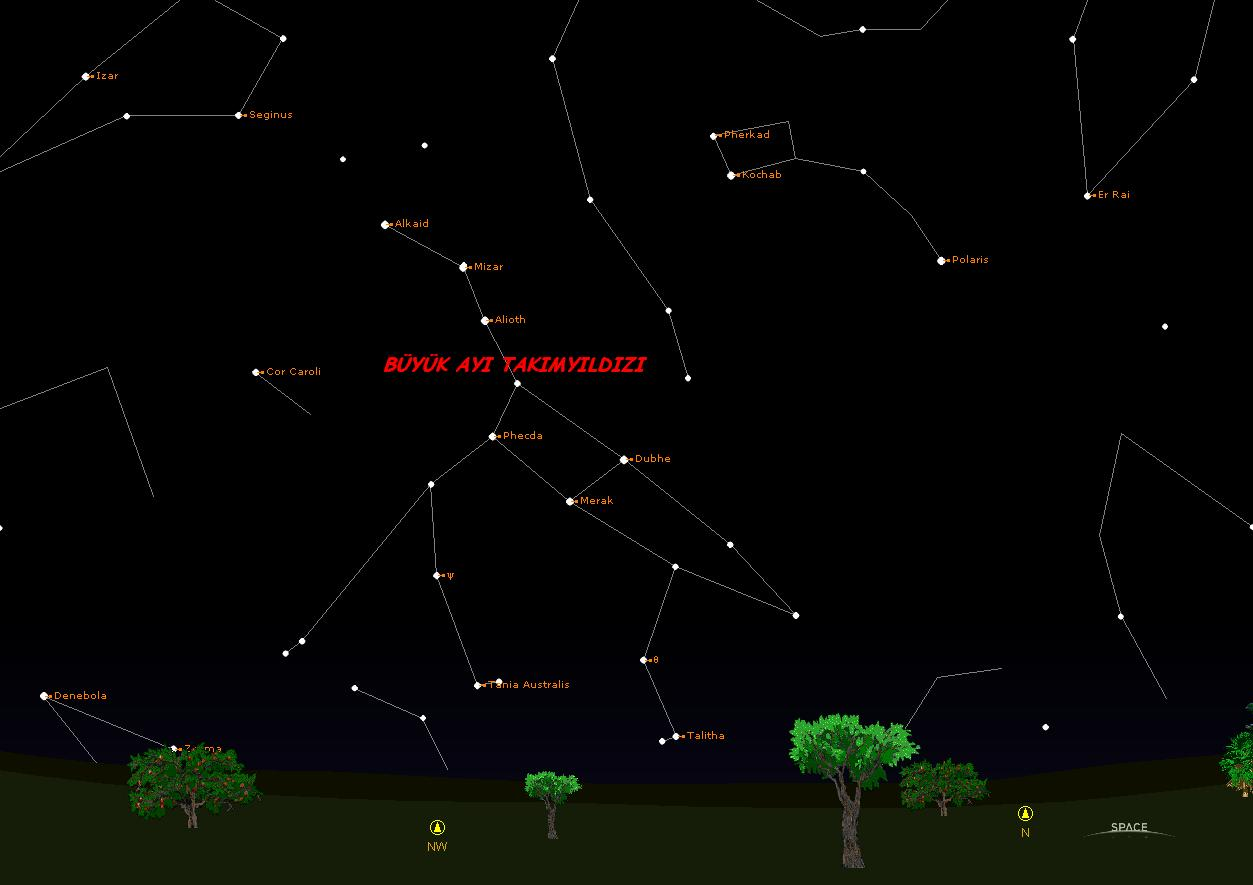 Izar
Seginus
Pherkad
Kochab
Er Rai
Alkaid
Polaris
Mizar
Alioth
BÜYÜK AYI TAKIMYILDIZI
Cor Caroli
Phecda
Dubhe
Merak
ψ
θ
Tania Australis
Denebola
Talitha
N
NW
SPACE